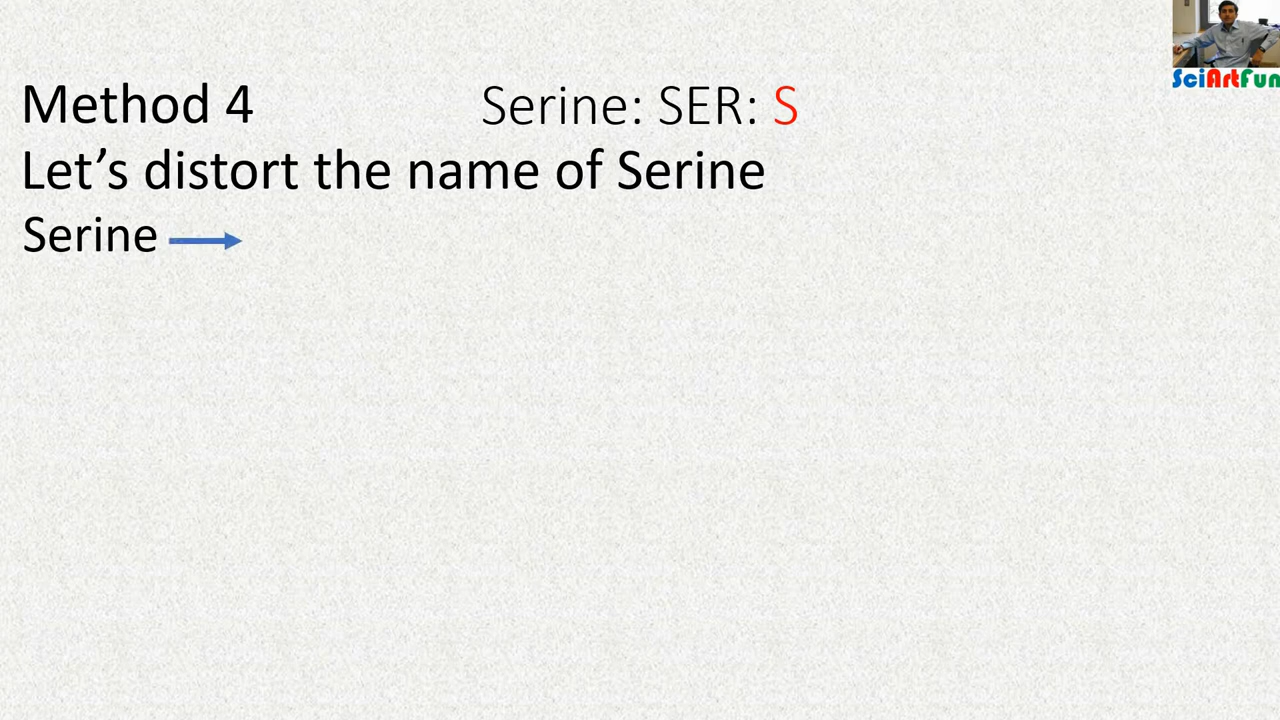 SciArtFun
Method 4
Serine: SER: S
Let's distort the name of Serine
Serine